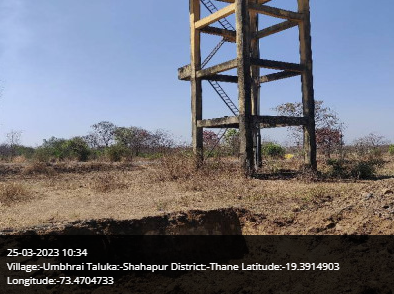 25-03-2023 10:34
Village:-Umbhrai Taluka:-Shahapur District:-Thane Latitude:-19.3914903
Longitude:-73.4704733